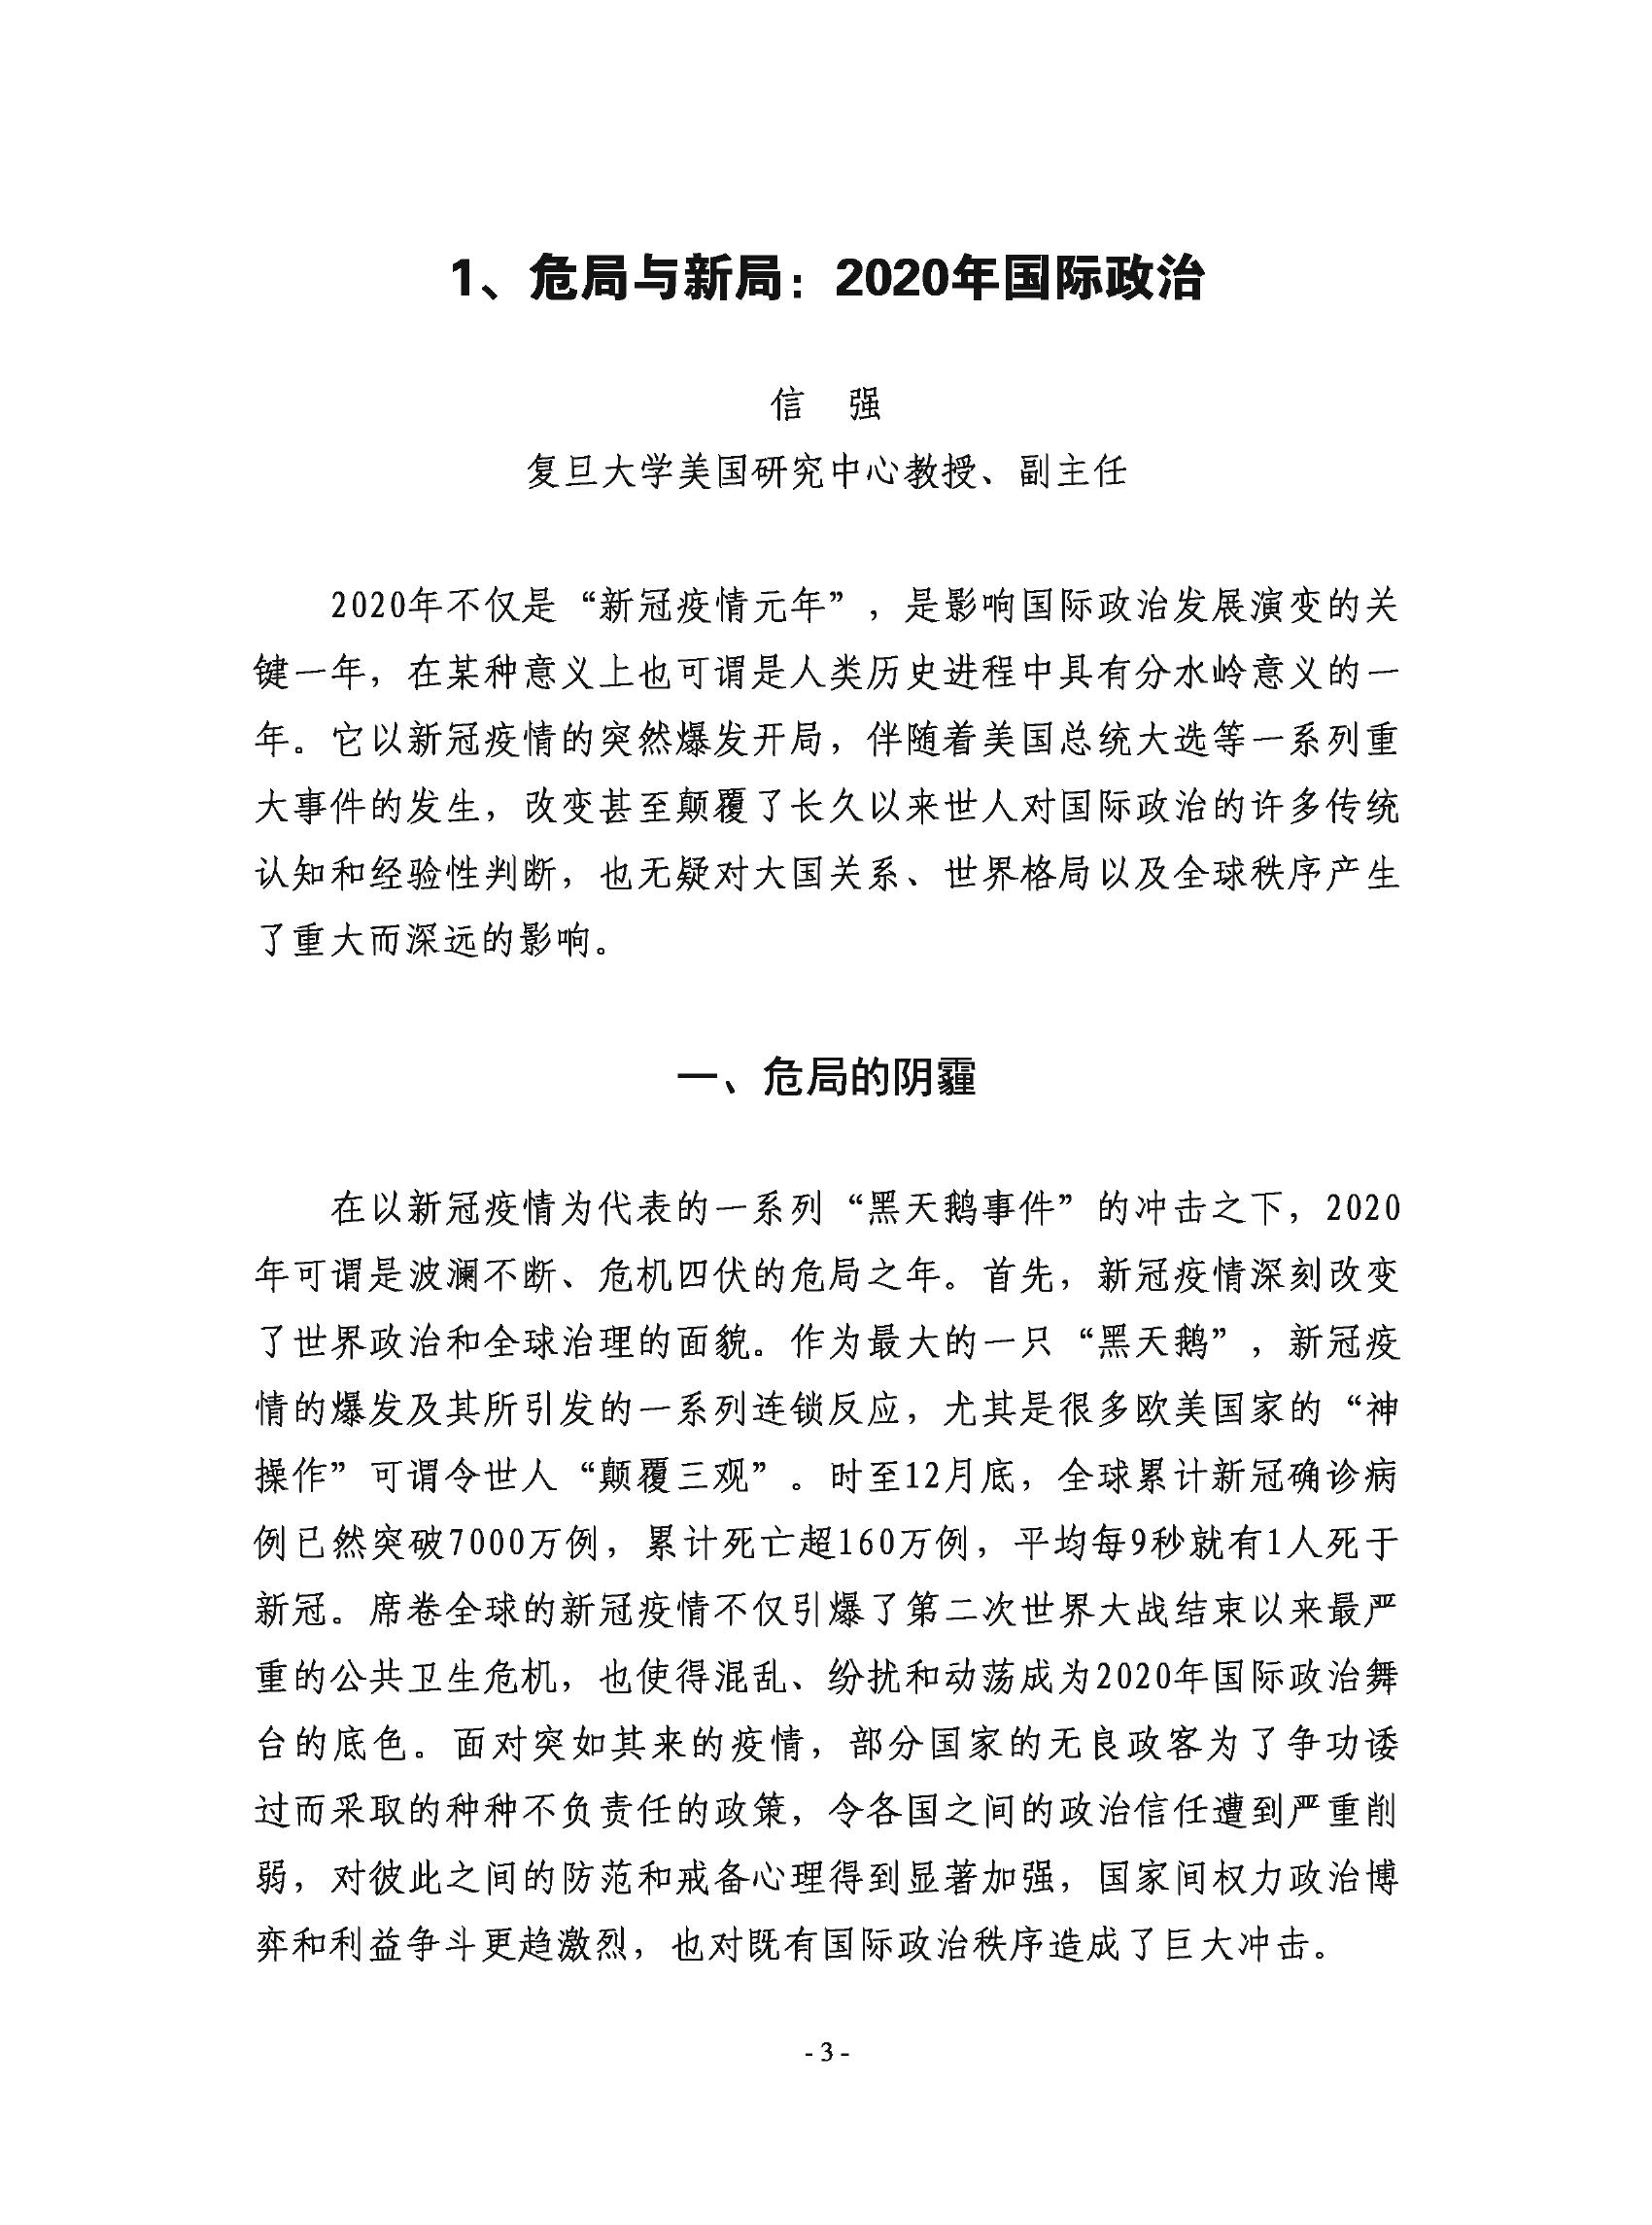 1、危局与新局：2020年国际政治
信　强
复旦大学美国研究中心教授、副主任
2020年不仅是“新冠疫情元年”，是影响国际政治发展演变的关
键一年，在某种意义上也可谓是人类历史进程中具有分水岭意义的一
年。它以新冠疫情的突然爆发开局，伴随着美国总统大选等一系列重
大事件的发生，改变甚至颠覆了长久以来世人对国际政治的许多传统
认知和经验性判断，也无疑对大国关系、世界格局以及全球秩序产生
了重大而深远的影响。
一、危局的阴霾
在以新冠疫情为代表的一系列“黑天鹅事件”的冲击之下，2020
年可谓是波澜不断、危机四伏的危局之年。首先，新冠疫情深刻改变
了世界政治和全球治理的面貌。作为最大的一只“黑天鹅”，新冠疫
情的爆发及其所引发的一系列连锁反应，尤其是很多欧美国家的“神
操作”可谓令世人“颠覆三观”。时至12月底，全球累计新冠确诊病
例已然突破7000万例，累计死亡超160万例，平均每9秒就有1人死于
新冠。席卷全球的新冠疫情不仅引爆了第二次世界大战结束以来最严
重的公共卫生危机，也使得混乱、纷扰和动荡成为2020年国际政治舞
台的底色。面对突如其来的疫情，部分国家的无良政客为了争功诿
过而采取的种种不负责任的政策，令各国之间的政治信任遭到严重削
弱，对彼此之间的防范和戒备心理得到显著加强，国家间权力政治博
弈和利益争斗更趋激烈，也对既有国际政治秩序造成了巨大冲击。
- 3 -